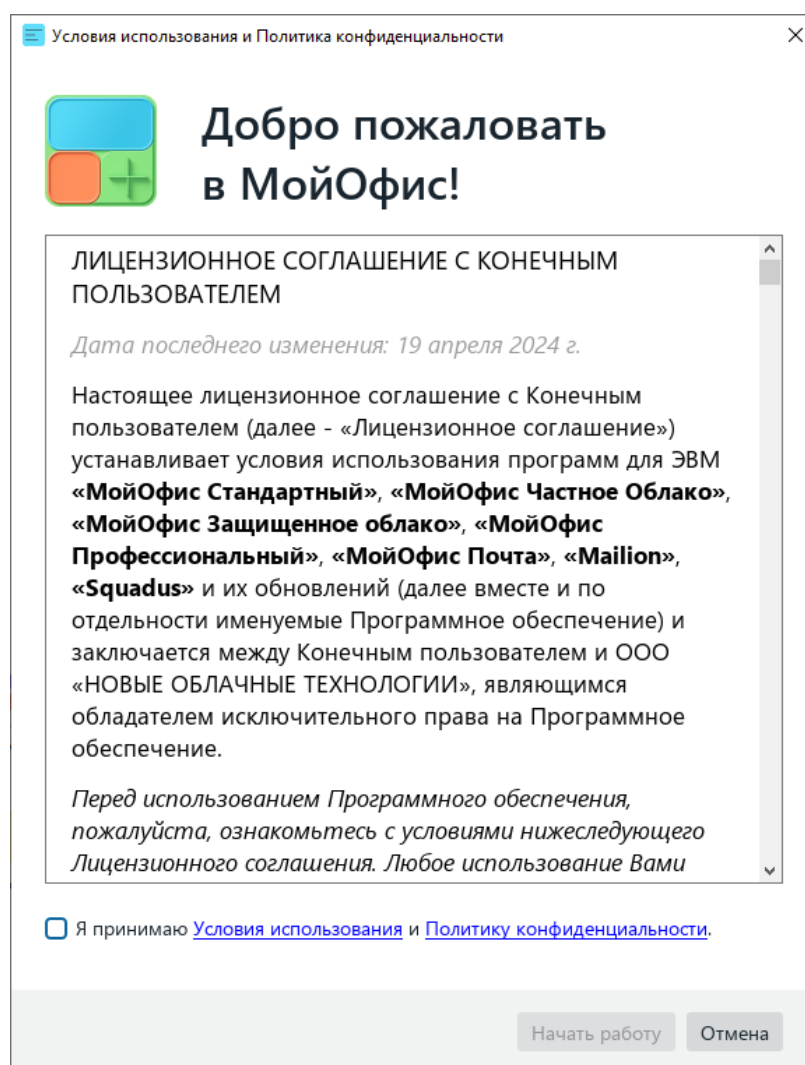 Условия использования и Политика конфиденциальности
Добро пожаловать
в МойОфис!
ЛИЦЕНЗИОННОЕ СОГЛАШЕНИЕ С КОНЕЧНЫМ
ПОЛЬЗОВАТЕЛЕМ
Дата последнего изменения: 19 апреля 2024 г.
Настоящее лицензионное соглашение с Конечным
пользователем (далее - «Лицензионное соглашение»)
устанавливает условия использования программ для ЭВМ
«МойОфис Стандартный», «МойОфис Частное Облако»,
«МойОфис Защищенное облако», «МойОфис
Профессиональный», «МойОфис Почта», «Mailion»,
«Squadus» и их обновлений (далее вместе и по
отдельности именуемые Программное обеспечение) и
заключается между Конечным пользователем и ООО
«НОВЫЕ ОБЛАЧНЫЕ ТЕХНОЛОГИИ», являющимся
обладателем исключительного права на Программное
обеспечение.
Перед использованием Программного обеспечения,
пожалуйста, ознакомьтесь с условиями нижеследующего
Лицензионного соглашения. Любое использование Вами
Я принимаю Условия использования и Политику конфиденциальности.
Начать работу Отмена